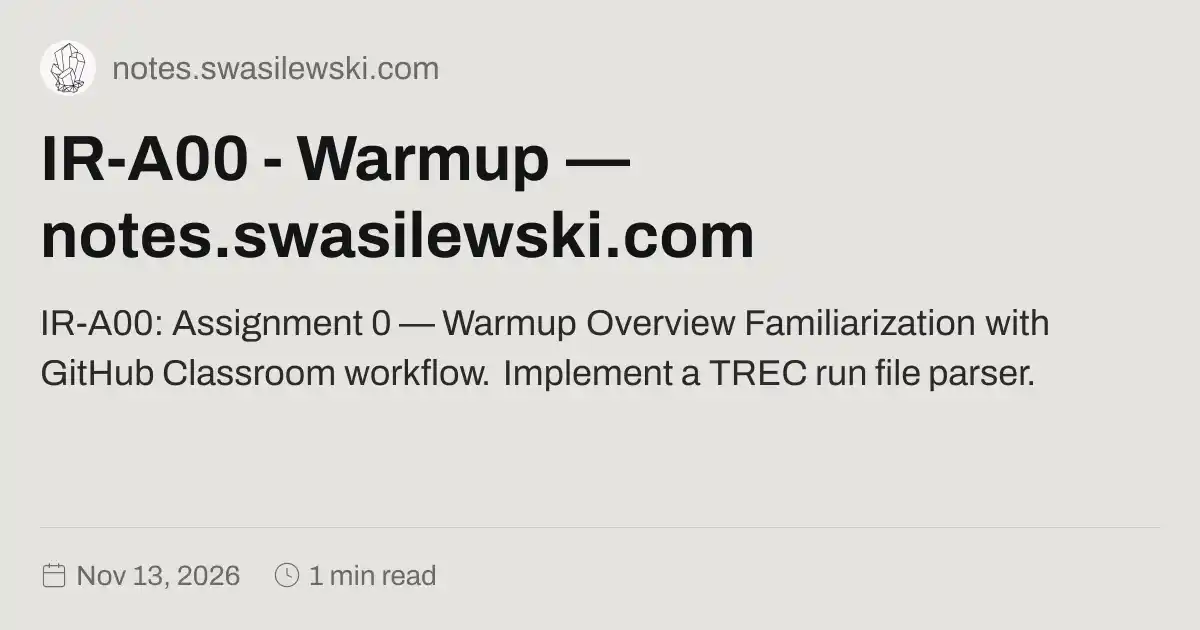 notes.swasilewski.com
IR-A00 - Warmup —
notes.swasilewski.com
IR-A00: Assignment 0 — Warmup Overview Familiarization with
GitHub Classroom workflow. Implement a TREC run file parser.
Nov 13, 2026 1 min read